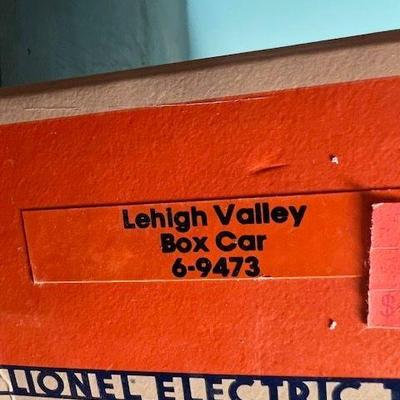 Lehigh Valley
Box Car
6-9473
LIONEL ELECTRIC